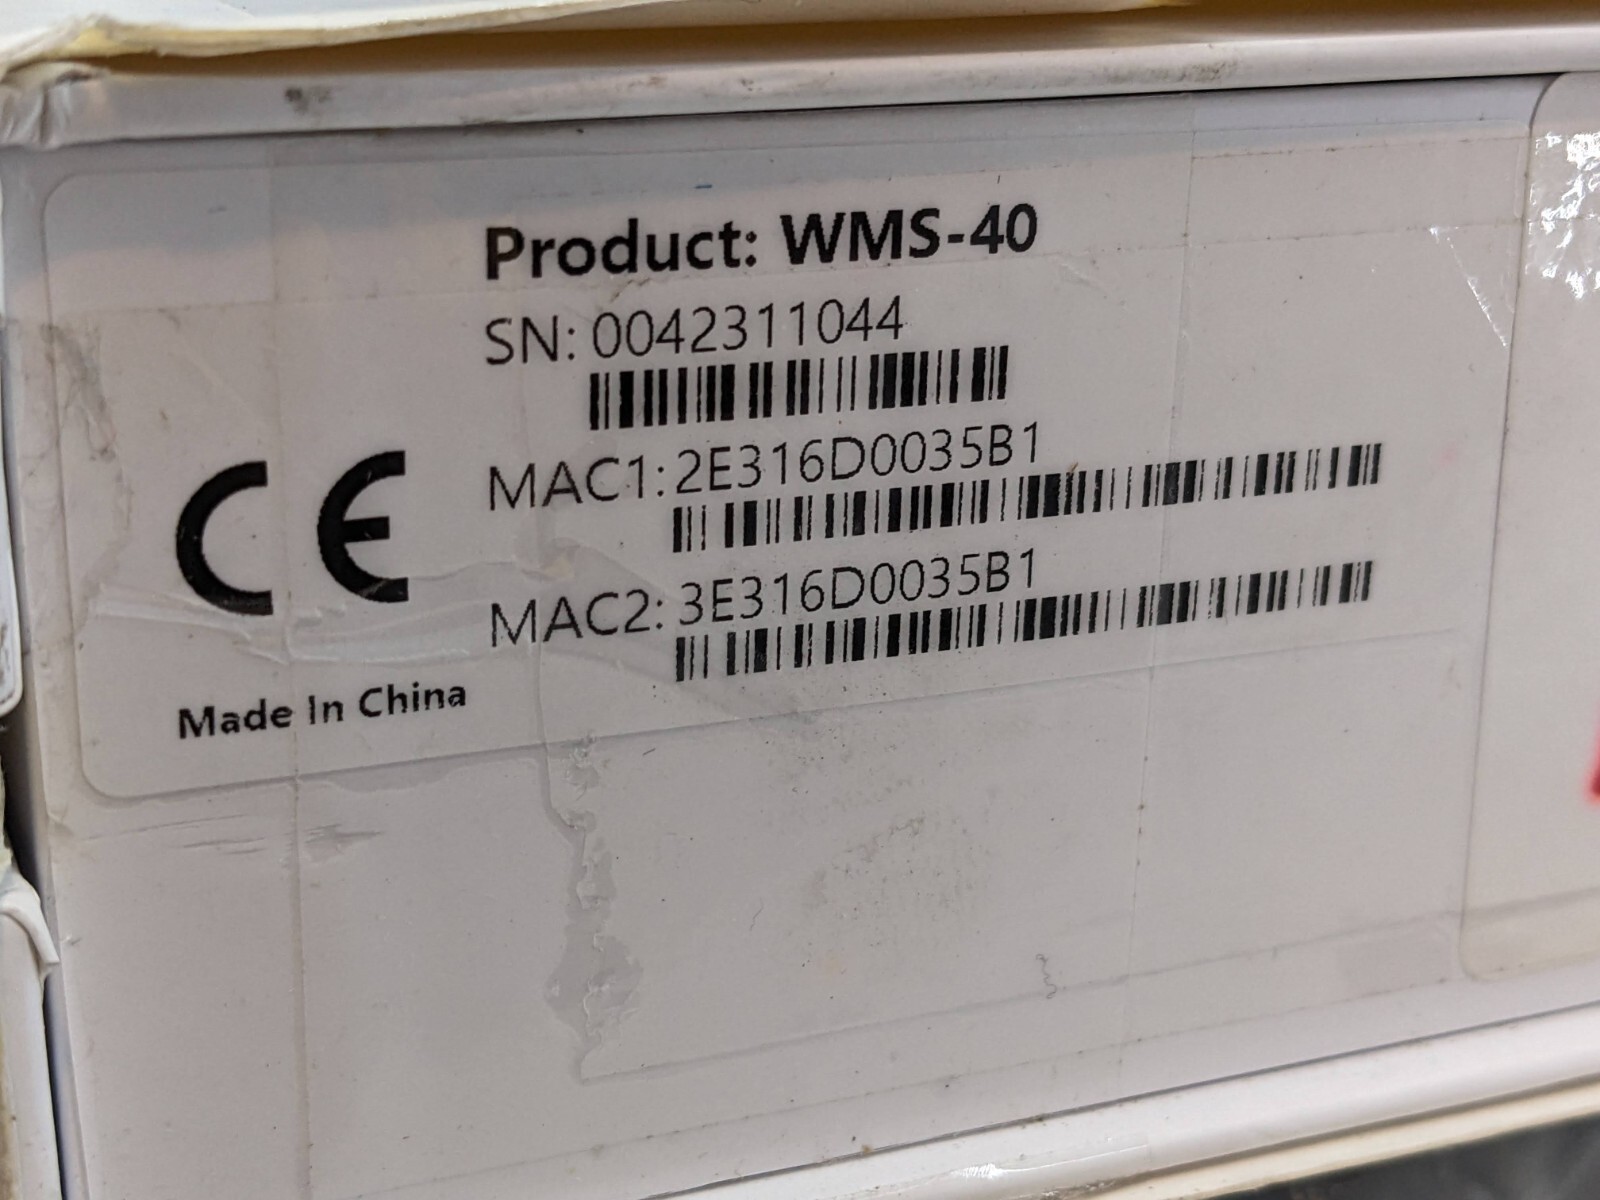 Product: WMS-40
SN: 0042311044
MAC1: 2E316D0035B1
MAC2: 3E316D0035B1
CE
Made In China